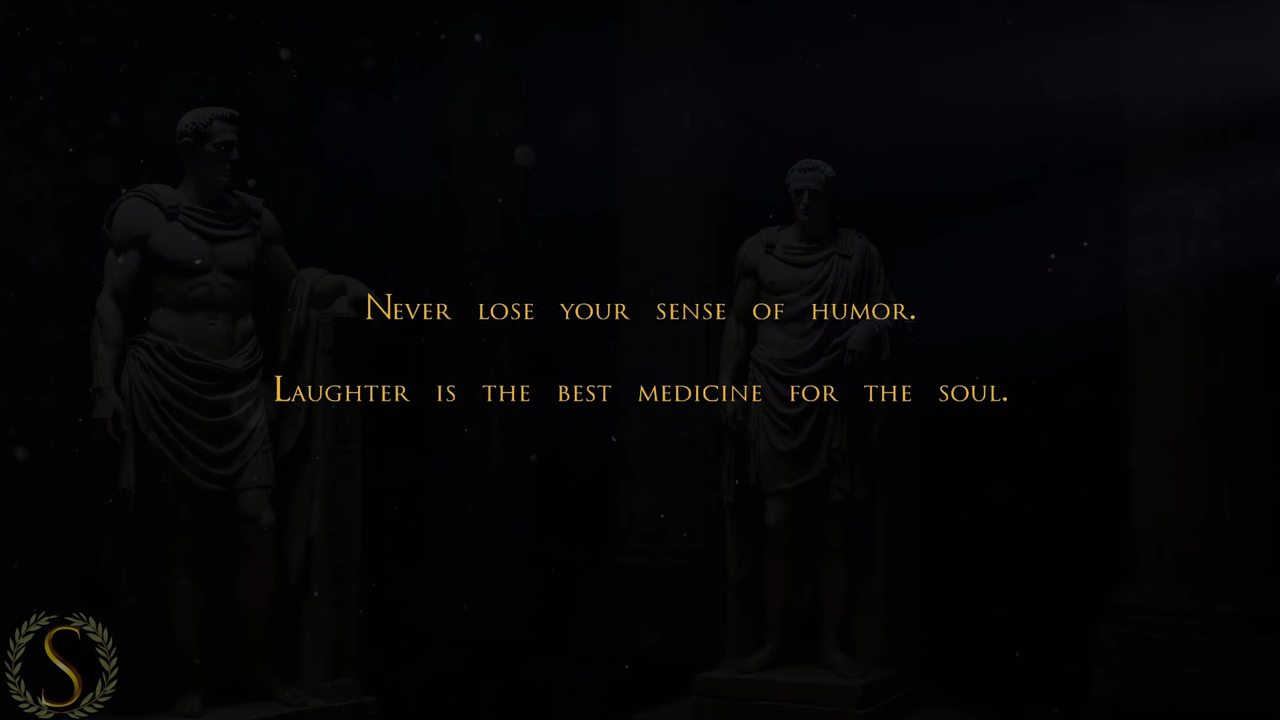 Never lose your sense of humor.
Laughter is the best medicine for the soul.
S